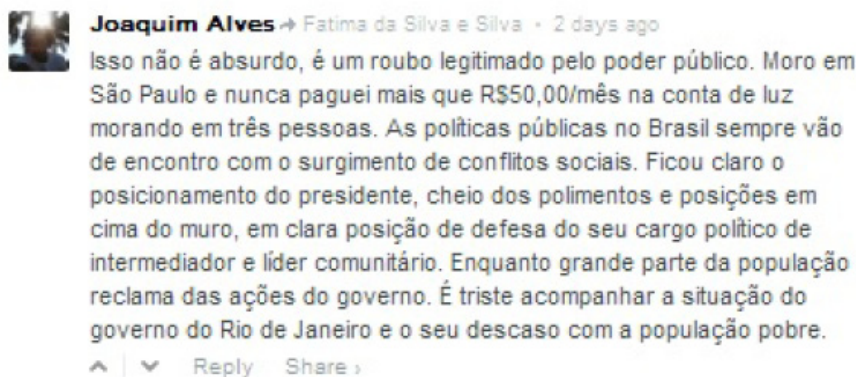 Joaquim Alves → Fatima da Silva e Silva • 2 days ago
Isso não é absurdo, é um roubo legitimado pelo poder público. Moro em
São Paulo e nunca paguei mais que R$50,00/mês na conta de luz
morando em três pessoas. As políticas públicas no Brasil sempre vão
de encontro com o surgimento de conflitos sociais. Ficou claro o
posicionamento do presidente, cheio dos polimentos e posições em
cima do muro, em clara posição de defesa do seu cargo político de
intermediador e líder comunitário. Enquanto grande parte da população
reclama das ações do governo. É triste acompanhar a situação do
governo do Rio de Janeiro e o seu descaso com a população pobre.
Reply Share ›